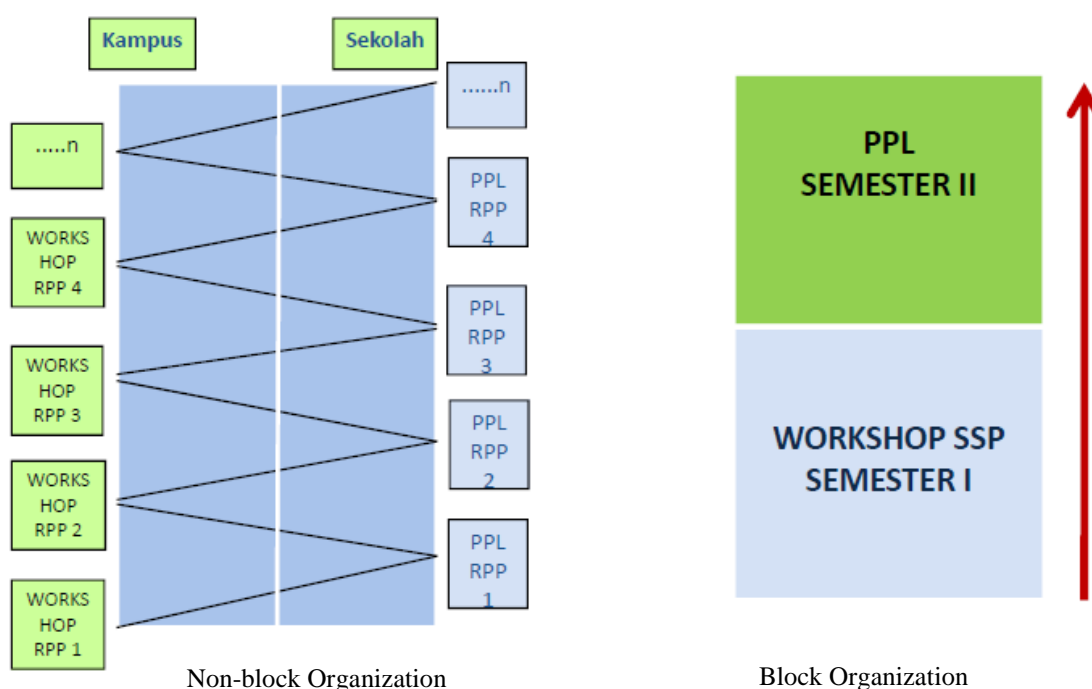 Kampus
Sekolah
.....n
WORKS
HOP
RPP 4
WORKS
HOP
RPP 3
WORKS
HOP
RPP 2
WORKS
HOP
RPP 1
......n
PPL
RPP
4
PPL
RPP
3
PPL
RPP
2
PPL
RPP
1
Non-block Organization
PPL
SEMESTER II
WORKSHOP SSP
SEMESTER I
Block Organization